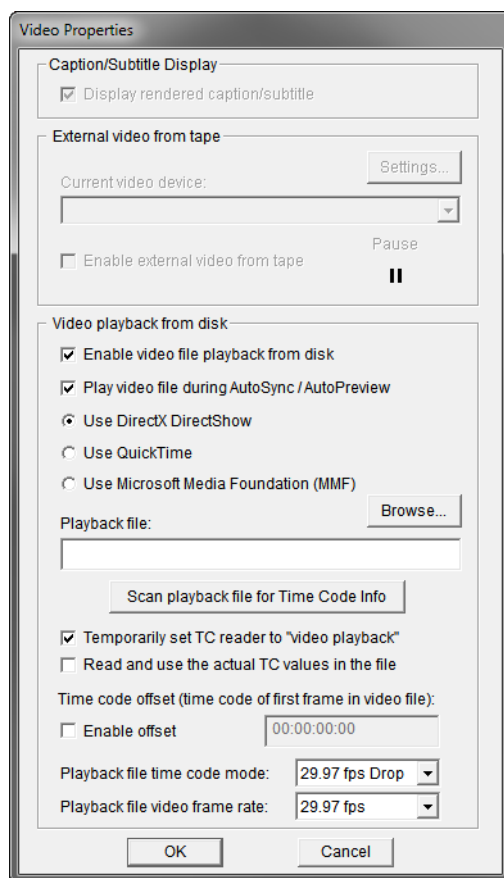 Video Properties
Caption/Subtitle Display
Display rendered caption/subtitle
External video from tape
Settings...
Current video device:
Enable external video from tape
Pause
Video playback from disk
Enable video file playback from disk
Play video file during AutoSync / AutoPreview
Use DirectX DirectShow
Use QuickTime
Use Microsoft Media Foundation (MMF)
Browse...
Playback file:
Scan playback file for Time Code Info
Temporarily set TC reader to "video playback"
Read and use the actual TC values in the file
Time code offset (time code of first frame in video file):
Enable offset 00:00:00:00
Playback file time code mode: 29.97 fps Drop
Playback file video frame rate: 29.97 fps
OK Cancel